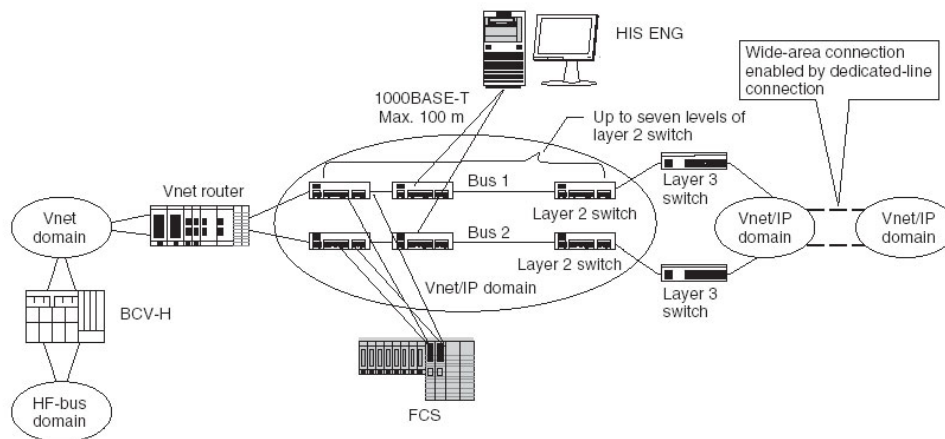 HIS ENG
Wide-area connection
enabled by dedicated-line
connection
1000BASE-T
Max. 100 m
Up to seven levels of
layer 2 switch
Vnet router
Bus 1
Layer 3
switch
Vnet
domain
Layer 2 switch
Vnet/IP
domain
Vnet/IP
domain
Bus 2
Layer 2 switch
Vnet/IP domain
Layer 3
switch
BCV-H
HF-bus
domain
FCS